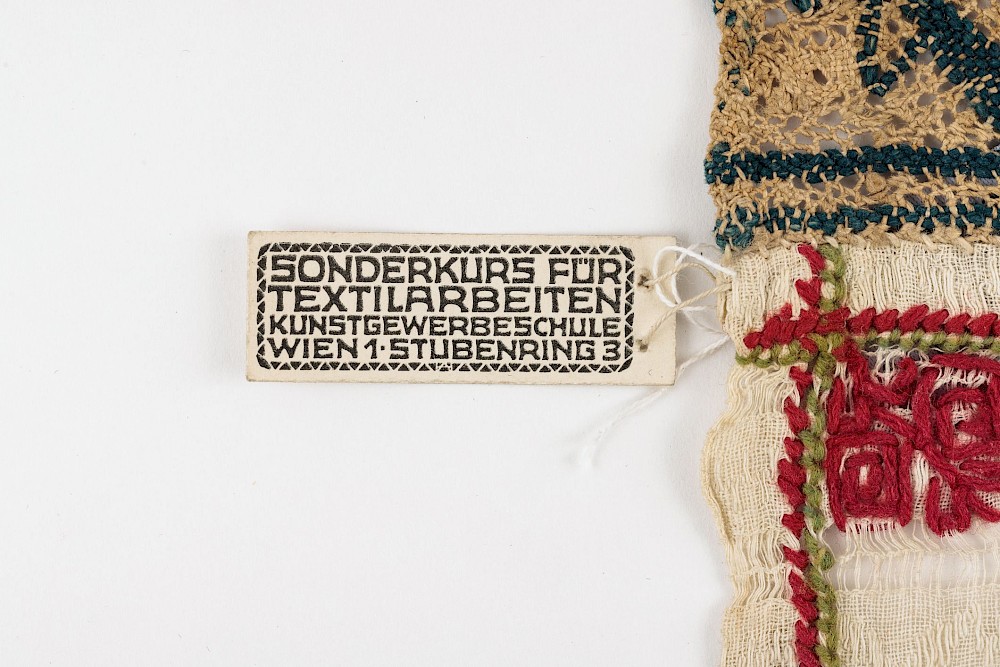 SONDERKURS FÜR
TEXTILARBEITEN
KUNSTGEWERBESCHULE
WIEN 1·STUBENRING 3